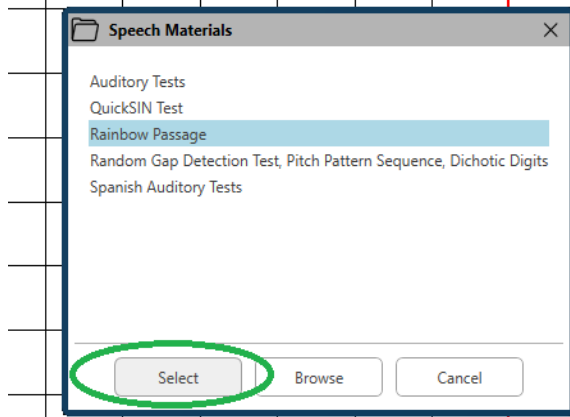 Speech Materials
Auditory Tests
QuickSIN Test
Rainbow Passage
Random Gap Detection Test, Pitch Pattern Sequence, Dichotic Digits
Spanish Auditory Tests
Select Browse Cancel